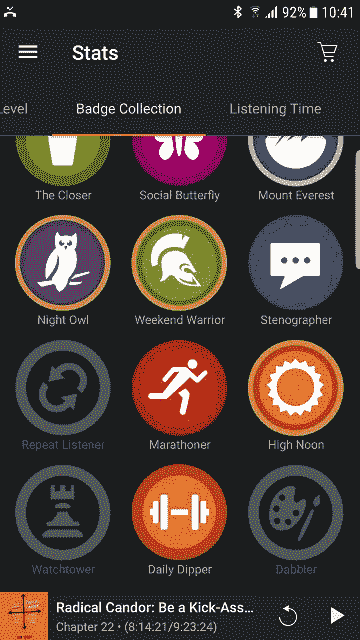 92% 10:41
Stats
Level Badge Collection Listening Time
The Closer Social Butterfly Mount Everest
Night Owl Weekend Warrior Stenographer
Repeat Listener Marathoner High Noon
Watchtower Daily Dipper Dabbler
Radical Candor: Be a Kick-Ass...
Chapter 22 • (8:14:21/9:23:24)